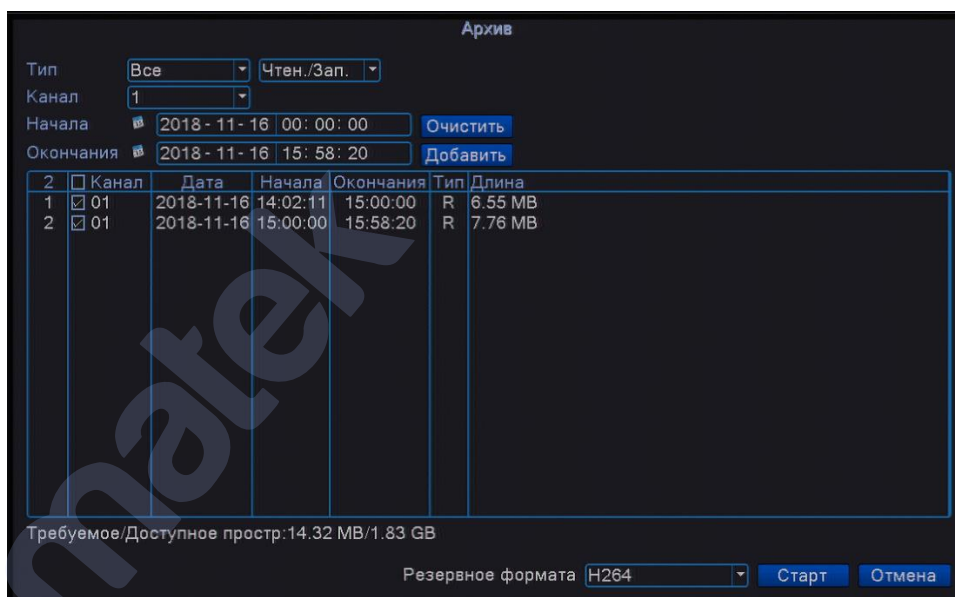 Архив
Тип Все Чтен./Зап.
Канал 1
Начала 2018 - 11 - 16 00: 00: 00 Очистить
Окончания 2018 - 11 - 16 15: 58: 20 Добавить
2 Канал Дата Начала Окончания Тип Длина
1 01 2018-11-16 14:02:11 15:00:00 R 6.55 MB
2 01 2018-11-16 15:00:00 15:58:20 R 7.76 MB
Требуемое/Доступное простр:14.32 MB/1.83 GB
Резервное формата H264 Старт Отмена
matek